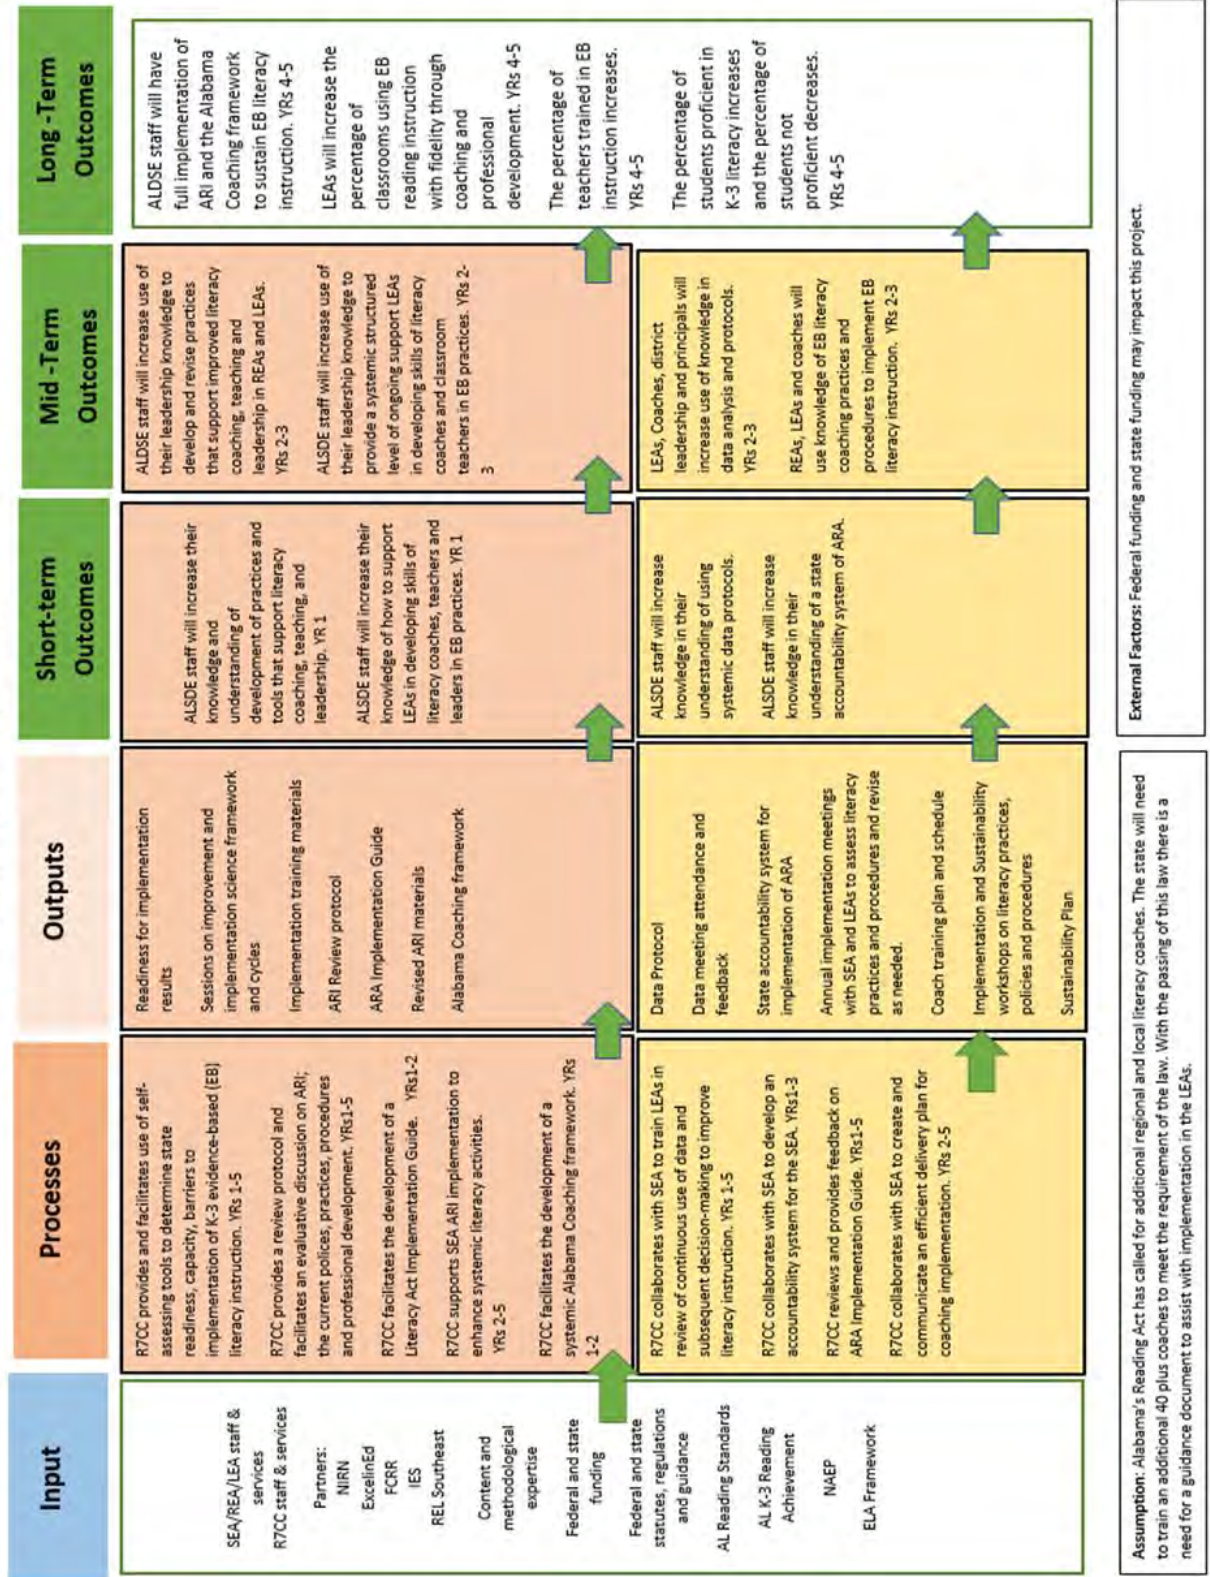 Input
SEA/REA/LEA staff &
services
R7CC staff & services
Partners:
NIRN
ExcelinEd
FCRR
IES
REL Southeast
Content and
methodological
expertise
Federal and state
funding
Federal and state
statutes, regulations
and guidance
AL Reading Standards
AL K-3 Reading
Achievement
NAEP
ELA Framework
Processes
R7CC provides and facilitates use of self-
assessing tools to determine state
readiness, capacity, barriers to
implementation of K-3 evidence-based (EB)
literacy instruction. YRs 1-5
R7CC provides a review protocol and
facilitates an evaluative discussion on ARI;
the current polices, practices, procedures
and professional development. YRs1-5
R7CC facilitates the development of a
Literacy Act Implementation Guide. YRs1-2
R7CC supports SEA ARI implementation to
enhance systemic literacy activities.
YRs 2-5
R7CC facilitates the development of a
systemic Alabama Coaching framework. YRs
1-2
R7CC collaborates with SEA to train LEAs in
review of continuous use of data and
subsequent decision-making to improve
literacy instruction. YRs 1-5
R7CC collaborates with SEA to develop an
accountability system for the SEA. YRs1-3
R7CC reviews and provides feedback on
ARA Implementation Guide. YRs1-5
R7CC collaborates with SEA to create and
communicate an efficient delivery plan for
coaching implementation. YRs 2-5
Outputs
Readiness for implementation
results
Sessions on improvement and
implementation science framework
and cycles
Implementation training materials
ARI Review protocol
ARA Implementation Guide
Revised ARI materials
Alabama Coaching framework
Data Protocol
Data meeting attendance and
feedback
State accountability system for
implementation of ARA
Annual implementation meetings
with SEA and LEAs to assess literacy
practices and procedures and revise
as needed.
Coach training plan and schedule
Implementation and Sustainability
workshops on literacy practices,
policies and procedures
Sustainability Plan
Short-term
Outcomes
ALSDE staff will increase their
knowledge and
understanding of
development of practices and
tools that support literacy
coaching, teaching, and
leadership. YR 1
ALSDE staff will increase their
knowledge of how to support
LEAs in developing skills of
literacy coaches, teachers and
leaders in EB practices. YR 1
ALSDE staff will increase
knowledge in their
understanding of using
systemic data protocols.
ALSDE staff will increase
knowledge in their
understanding of a state
accountability system of ARA.
Mid -Term
Outcomes
ALDSE staff will increase use of
their leadership knowledge to
develop and revise practices
that support improved literacy
coaching, teaching and
leadership in REAs and LEAs.
YRs 2-3
ALSDE staff will increase use of
their leadership knowledge to
provide a systemic structured
level of ongoing support LEAs
in developing skills of literacy
coaches and classroom
teachers in EB practices. YRs 2-
3
LEAs, Coaches, district
leadership and principals will
increase use of knowledge in
data analysis and protocols.
YRs 2-3
REAs, LEAs and coaches will
use knowledge of EB literacy
coaching practices and
procedures to implement EB
literacy instruction. YRs 2-3
Long -Term
Outcomes
ALDSE staff will have
full implementation of
ARI and the Alabama
Coaching framework
to sustain EB literacy
instruction. YRs 4-5
LEAs will increase the
percentage of
classrooms using EB
reading instruction
with fidelity through
coaching and
professional
development. YRs 4-5
The percentage of
teachers trained in EB
instruction increases.
YRs 4-5
The percentage of
students proficient in
K-3 literacy increases
and the percentage of
students not
proficient decreases.
YRs 4-5
Assumption: Alabama's Reading Act has called for additional regional and local literacy coaches. The state will need
to train an additional 40 plus coaches to meet the requirement of the law. With the passing of this law there is a
need for a guidance document to assist with implementation in the LEAs.
External Factors: Federal funding and state funding may impact this project.